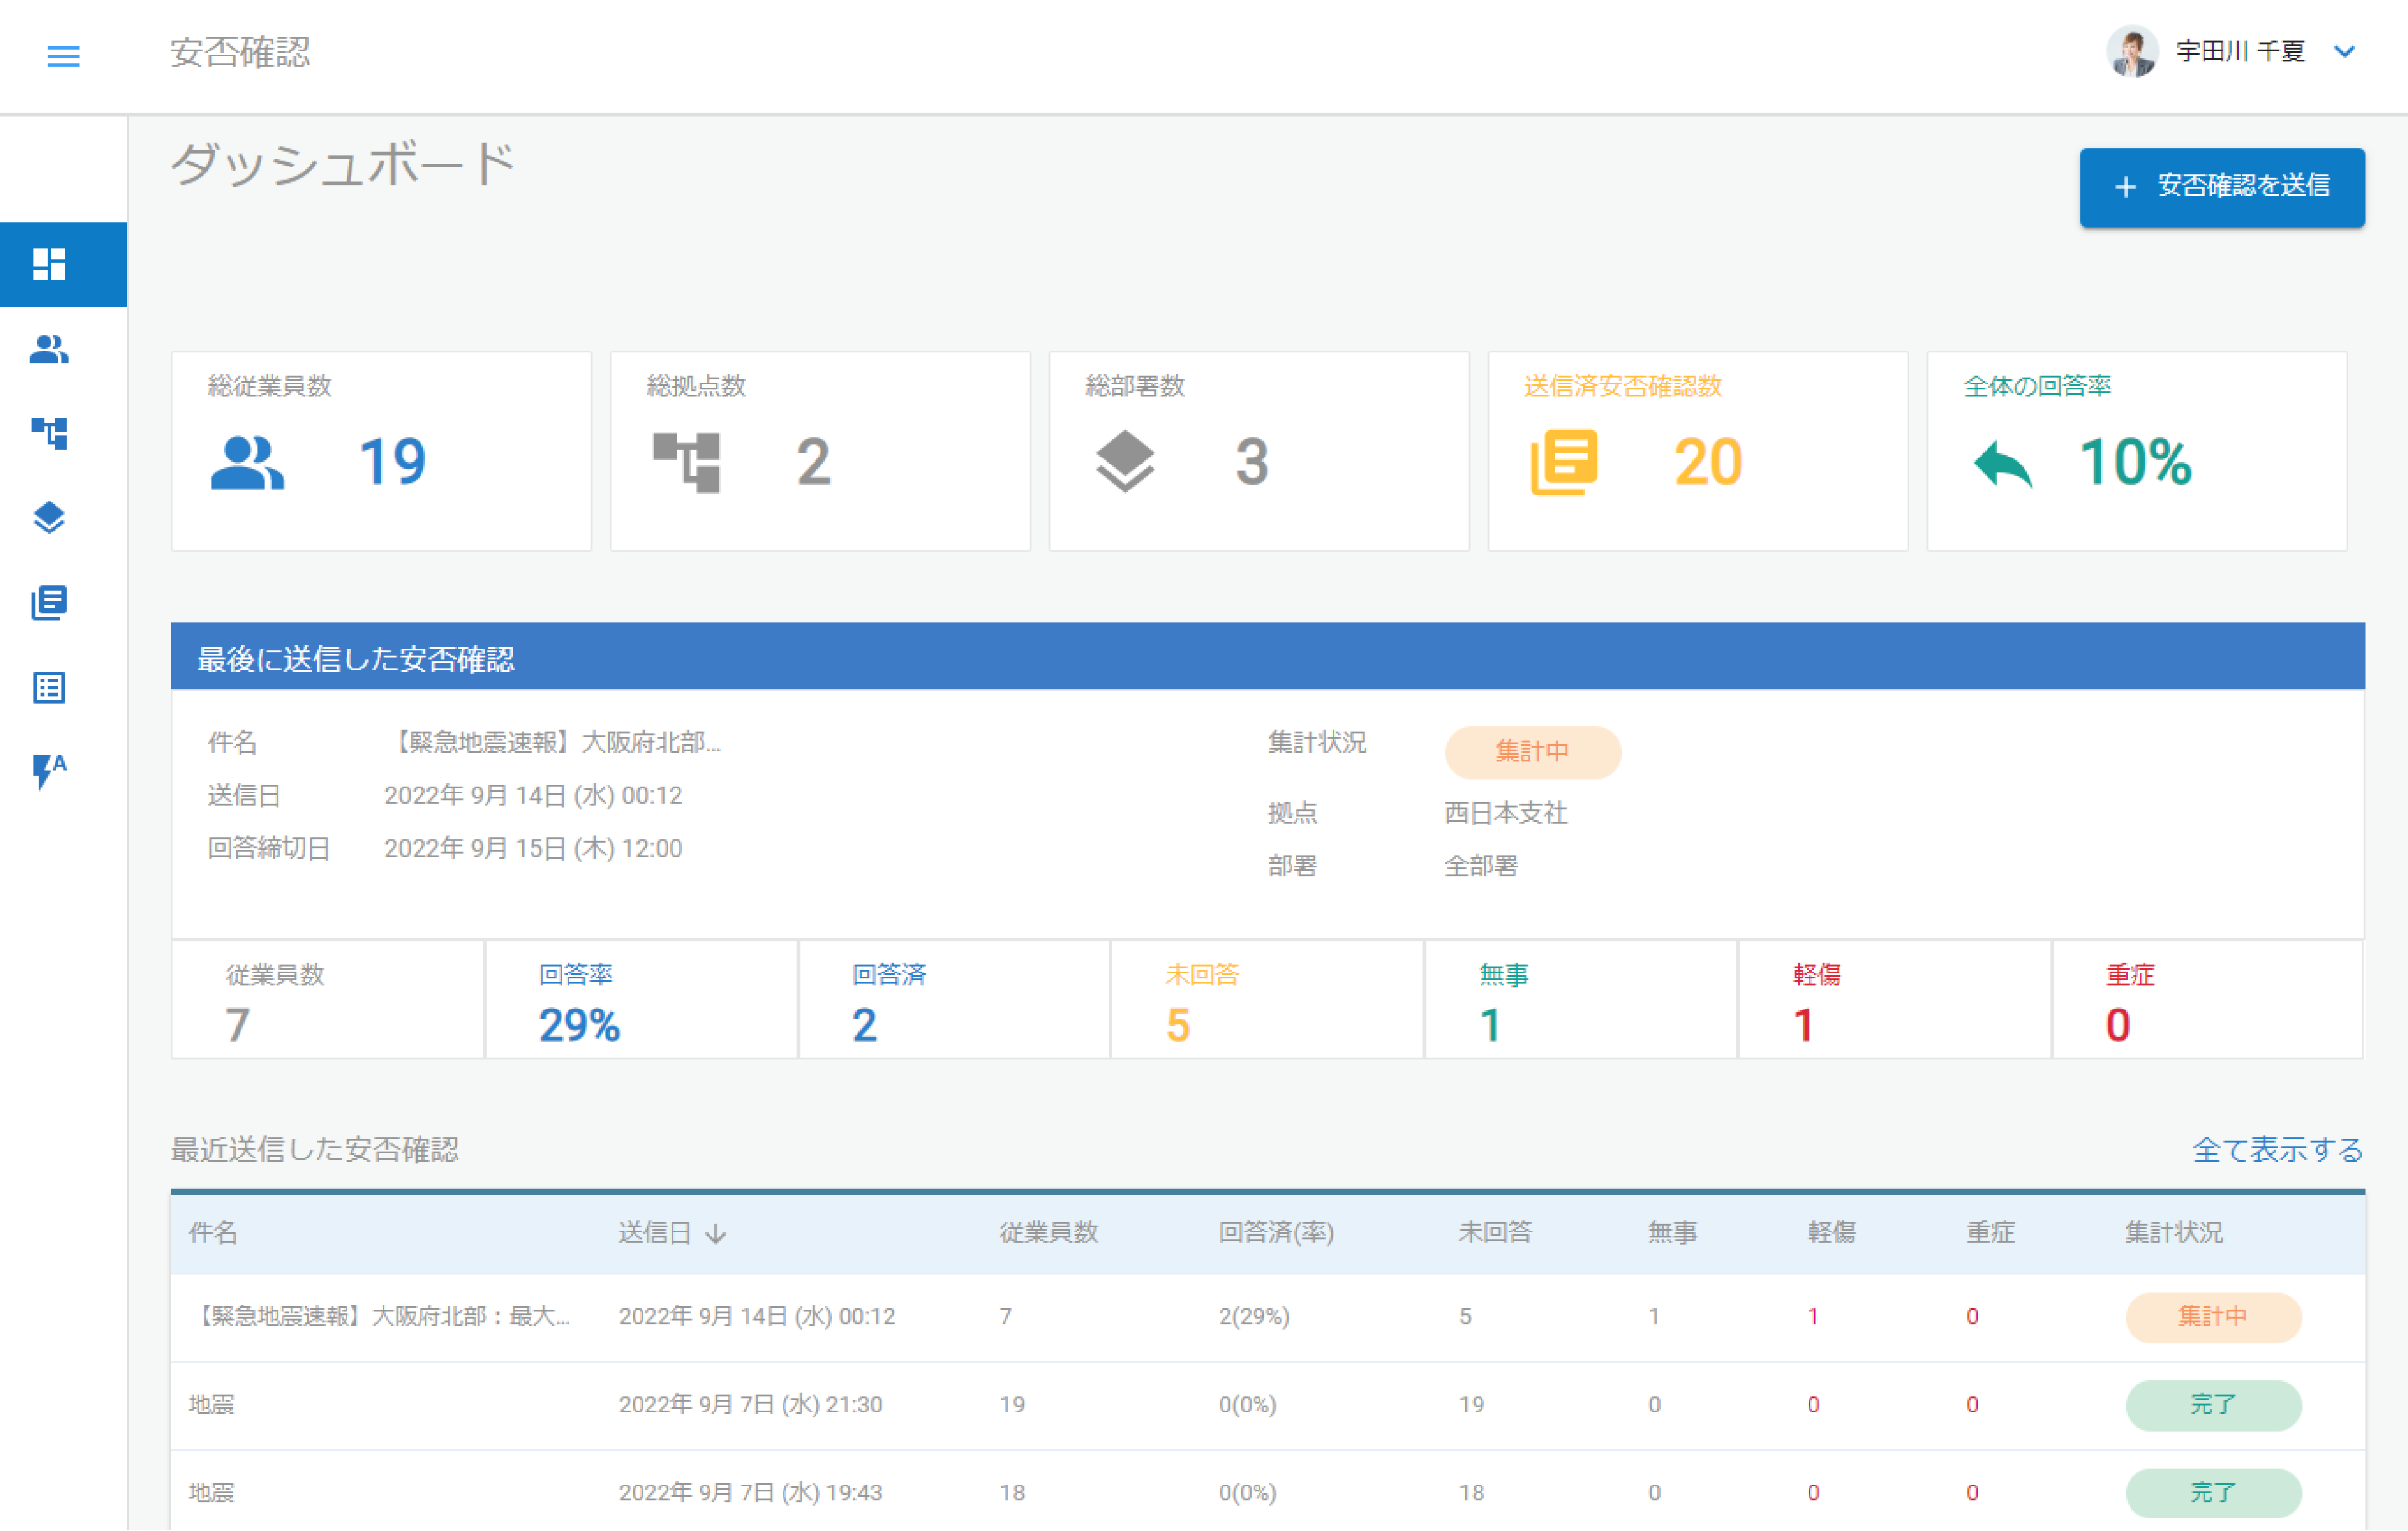 安否確認
宇田川 千夏
ダッシュボード
+ 安否確認を送信
総従業員数
19
総拠点数
2
総部署数
3
送信済安否確認数
20
全体の回答率
10%
最後に送信した安否確認
件名 【緊急地震速報】大阪府北部...
送信日 2022年 9月 14日 (水) 00:12
回答締切日 2022年 9月 15日 (木) 12:00
集計状況 集計中
拠点 西日本支社
部署 全部署
従業員数 回答率 回答済 未回答 無事 軽傷 重症
7 29% 2 5 1 1 0
最近送信した安否確認 全て表示する
件名 送信日 ↓ 従業員数 回答済(率) 未回答 無事 軽傷 重症 集計状況
【緊急地震速報】大阪府北部：最大... 2022年 9月 14日 (水) 00:12 7 2(29%) 5 1 1 0 集計中
地震 2022年 9月 7日 (水) 21:30 19 0(0%) 19 0 0 0 完了
地震 2022年 9月 7日 (水) 19:43 18 0(0%) 18 0 0 0 完了